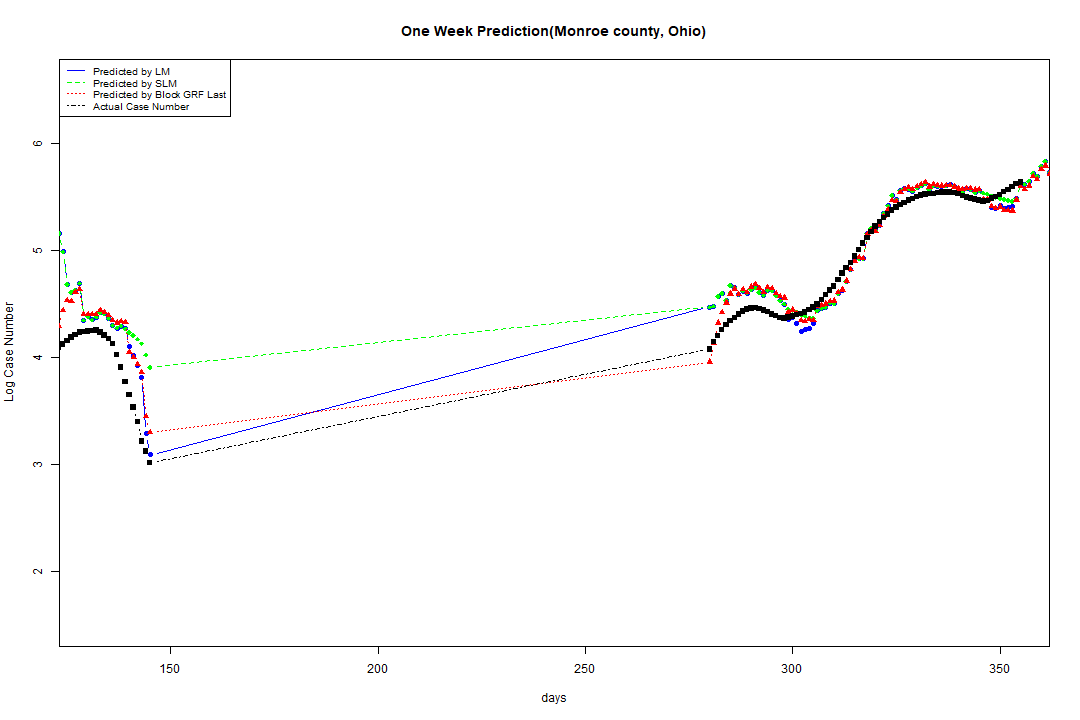 One Week Prediction(Monroe county, Ohio)
Predicted by LM
Predicted by SLM
Predicted by Block GRF Last
Actual Case Number
6
5
4
3
2
Log Case Number
150 200 250 300 350
days